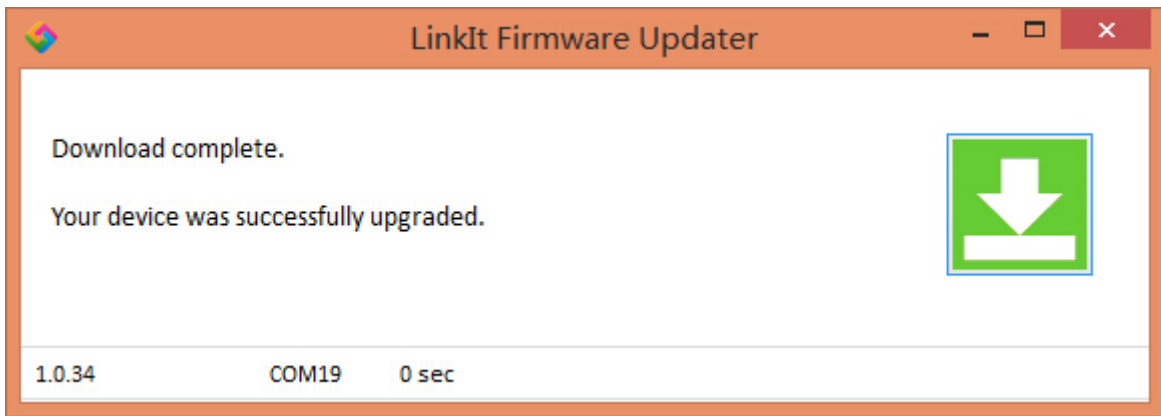 LinkIt Firmware Updater
Download complete.
Your device was successfully upgraded.
1.0.34 COM19 0 sec